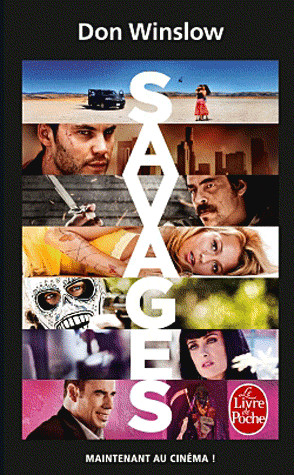 Don Winslow
SAVAGES
Le
Livre
de
Poche
MAINTENANT AU CINÉMA !